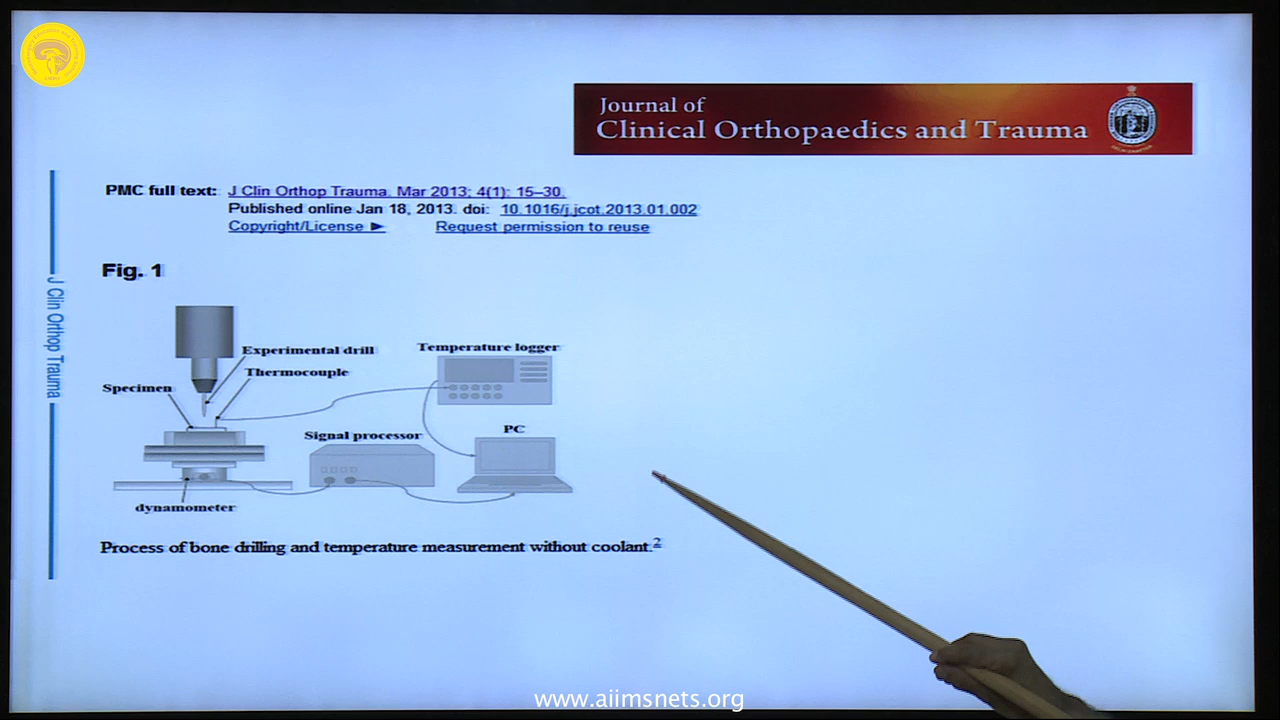 Journal of
Clinical Orthopaedics and Trauma
PMC full text: J Clin Orthop Trauma. Mar 2013; 4(1): 15–30.
Published online Jan 18, 2013. doi: 10.1016/j.jcot.2013.01.002
Copyright/License ► Request permission to reuse
J Clin Orthop Trauma
Fig. 1
Experimental drill
Temperature logger
Thermocouple
Specimen
PC
Signal processor
dynamometer
Process of bone drilling and temperature measurement without coolant.2
www.aiimsnets.org